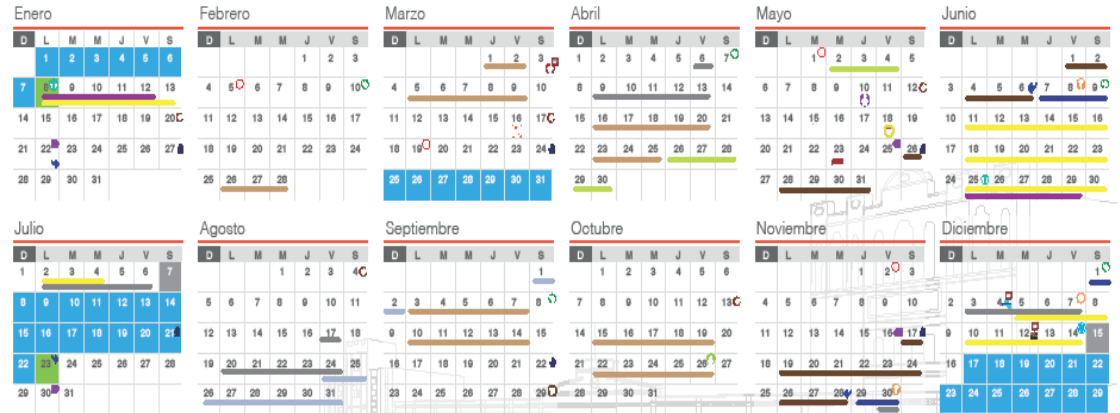 Enero
D L M M J V S
1 2 3 4 5 6
7 8 9 10 11 12 13
14 15 16 17 18 19 20
21 22 23 24 25 26 27
28 29 30 31
Febrero
D L M M J V S
1 2 3
4 5 6 7 8 9 10
11 12 13 14 15 16 17
18 19 20 21 22 23 24
25 26 27 28
Marzo
D L M M J V S
1 2 3
4 5 6 7 8 9 10
11 12 13 14 15 16 17
18 19 20 21 22 23 24
25 26 27 28 29 30 31
Abril
D L M M J V S
1 2 3 4 5 6 7
8 9 10 11 12 13 14
15 16 17 18 19 20 21
22 23 24 25 26 27 28
29 30
Mayo
D L M M J V S
1 2 3 4 5
6 7 8 9 10 11 12
13 14 15 16 17 18 19
20 21 22 23 24 25 26
27 28 29 30 31
Junio
D L M M J V S
1 2
3 4 5 6 7 8 9
10 11 12 13 14 15 16
17 18 19 20 21 22 23
24 25 26 27 28 29 30
Julio
D L M M J V S
1 2 3 4 5 6 7
8 9 10 11 12 13 14
15 16 17 18 19 20 21
22 23 24 25 26 27 28
29 30 31
Agosto
D L M M J V S
1 2 3 4
5 6 7 8 9 10 11
12 13 14 15 16 17 18
19 20 21 22 23 24 25
26 27 28 29 30 31
Septiembre
D L M M J V S
1
2 3 4 5 6 7 8
9 10 11 12 13 14 15
16 17 18 19 20 21 22
23 24 25 26 27 28 29
Octubre
D L M M J V S
1 2 3 4 5 6
7 8 9 10 11 12 13
14 15 16 17 18 19 20
21 22 23 24 25 26 27
28 29 30 31
Noviembre
D L M M J V S
1 2 3
4 5 6 7 8 9 10
11 12 13 14 15 16 17
18 19 20 21 22 23 24
25 26 27 28 29 30
Diciembre
D L M M J V S
1
2 3 4 5 6 7 8
9 10 11 12 13 14 15
16 17 18 19 20 21 22
23 24 25 26 27 28 29